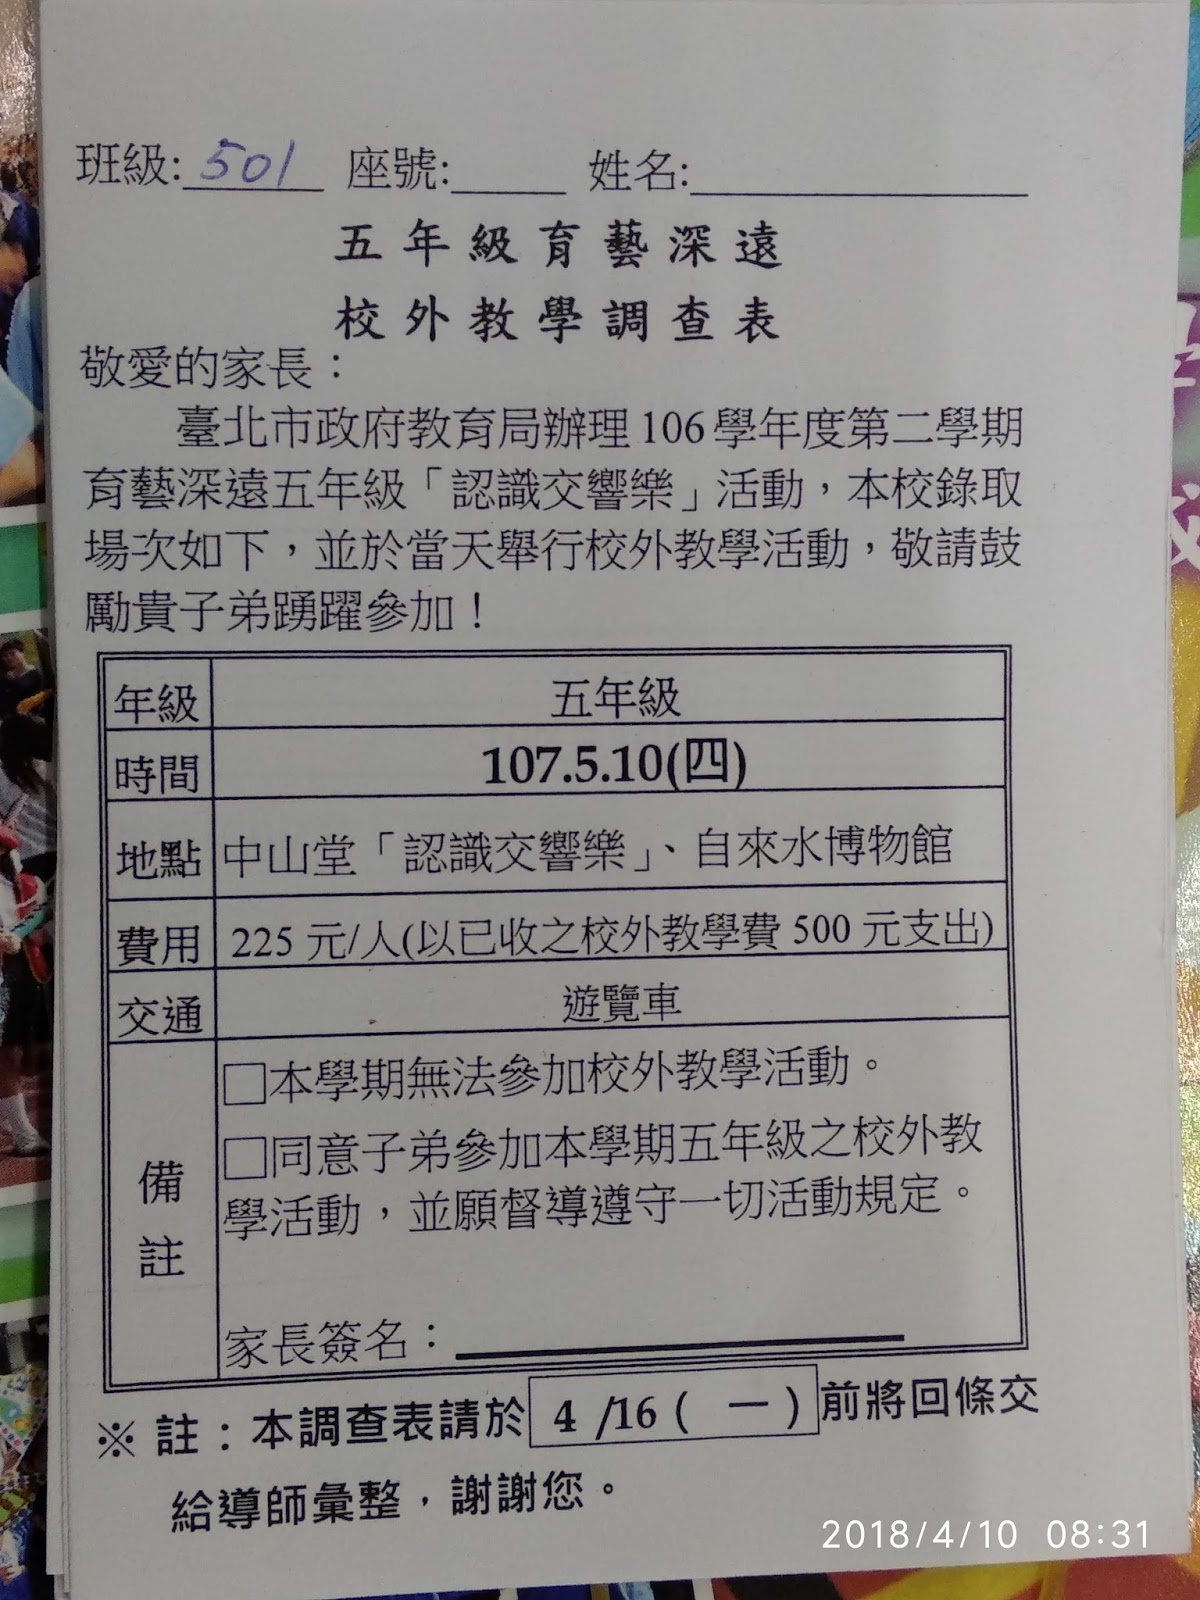 班級:501 座號:_____ 姓名:_______________
五年級育藝深遠
校外教學調查表
敬愛的家長：
臺北市政府教育局辦理106學年度第二學期
育藝深遠五年級「認識交響樂」活動，本校錄取
場次如下，並於當天舉行校外教學活動，敬請鼓
勵貴子弟踴躍參加！
年級 五年級
時間 107.5.10(四)
地點 中山堂「認識交響樂」、自來水博物館
費用 225 元/人(以已收之校外教學費 500 元支出)
交通 遊覽車
備註
□本學期無法參加校外教學活動。
□同意子弟參加本學期五年級之校外教
學活動，並願督導遵守一切活動規定。
家長簽名：_______________
※ 註：本調查表請於 4 /16 ( 一 ) 前將回條交
給導師彙整，謝謝您。
2018/4/10 08:31